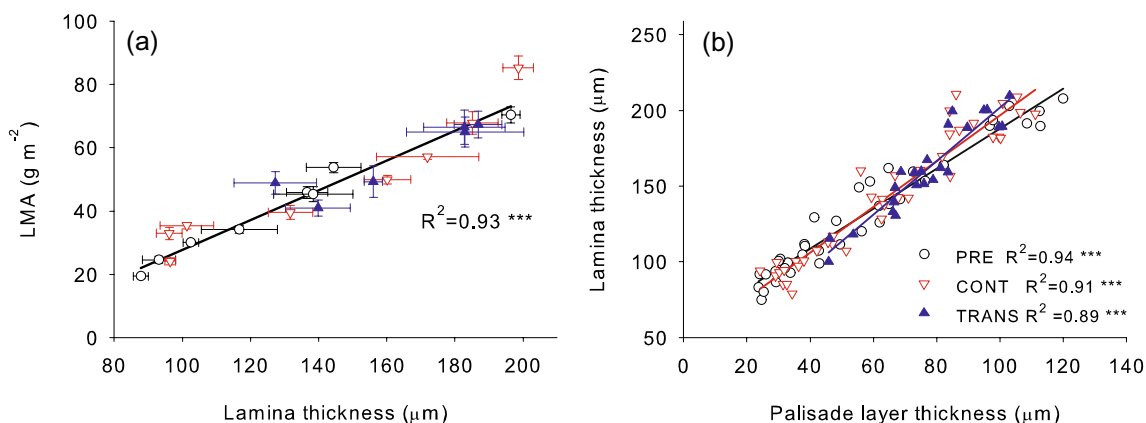 (a)
LMA (g m⁻²)
100
80
60
40
20
0
R²=0.93 ***
80 100 120 140 160 180 200
Lamina thickness (μm)
(b)
Lamina thickness (μm)
250
200
150
100
50
PRE R²=0.94 ***
CONT R²=0.91 ***
TRANS R²=0.89 ***
0 20 40 60 80 100 120 140
Palisade layer thickness (μm)